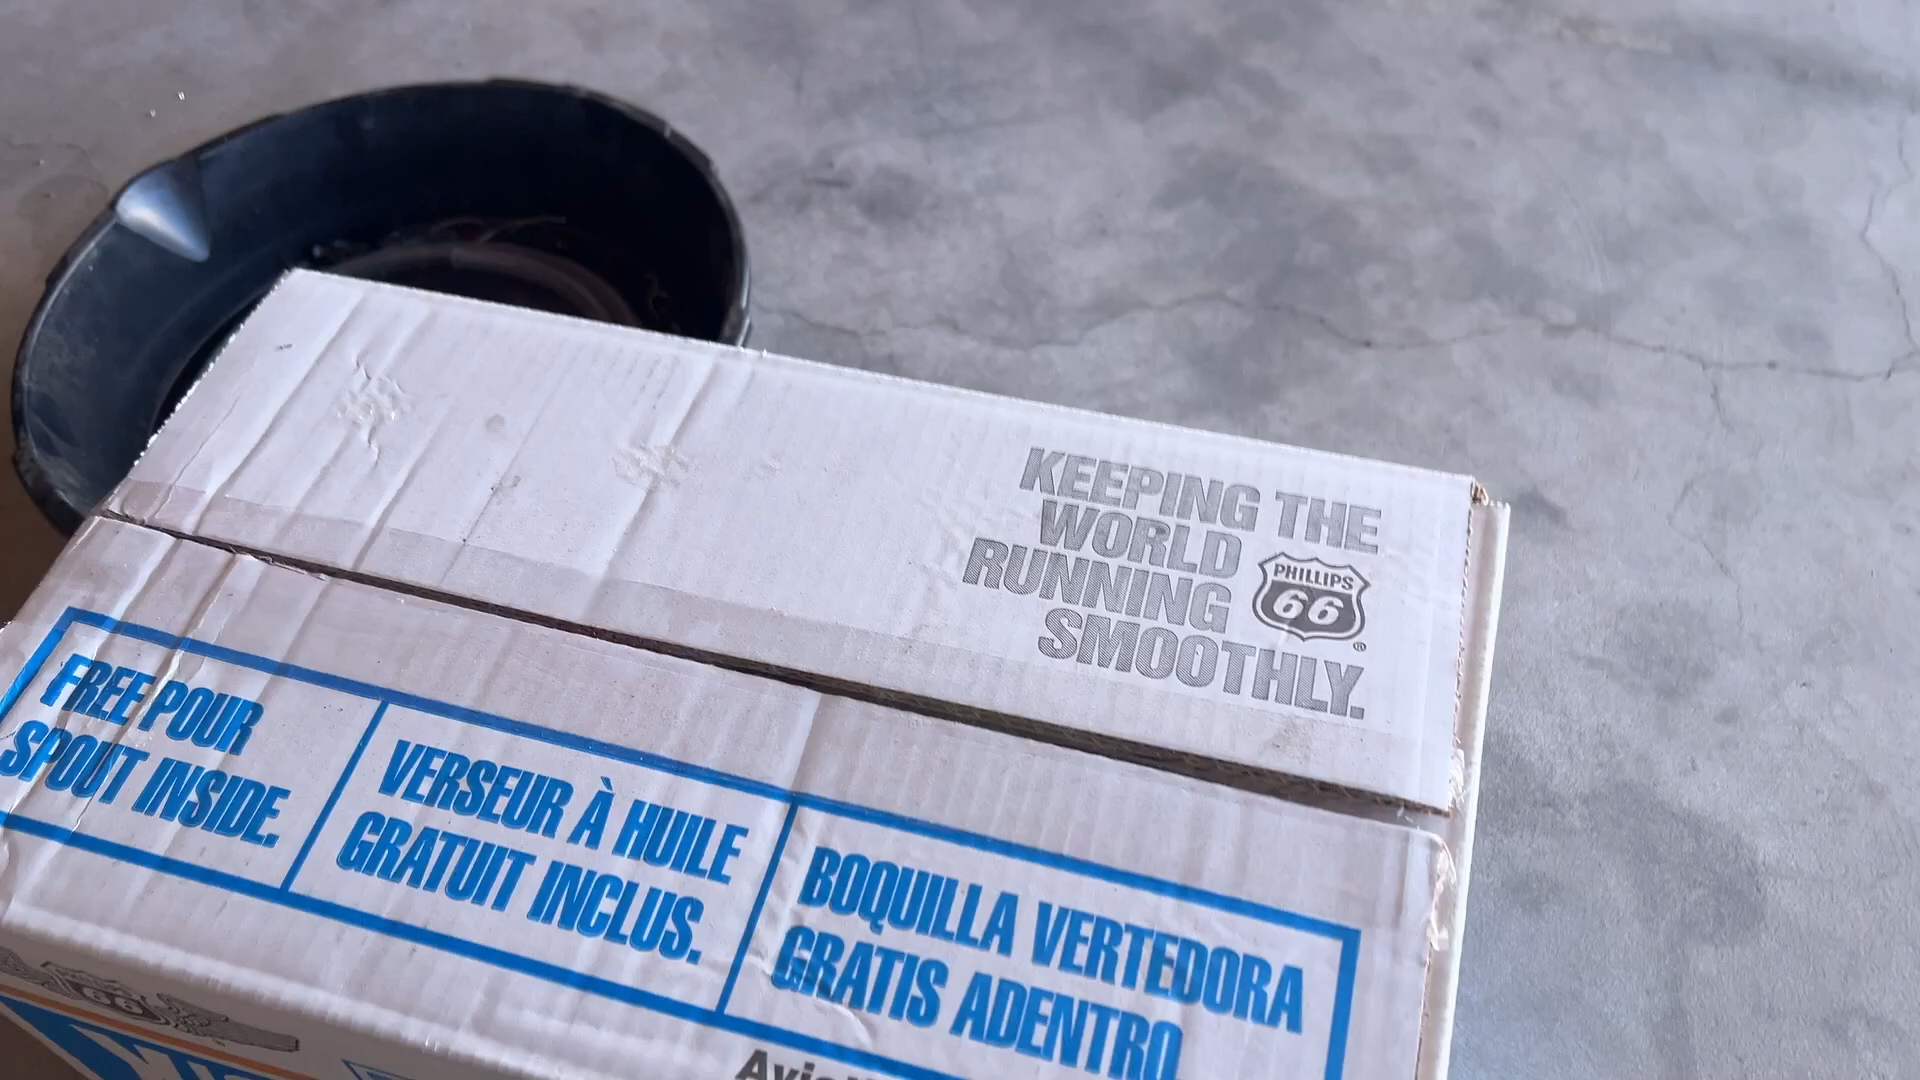 KEEPING THE
WORLD
RUNNING
SMOOTHLY.
PHILLIPS
66
®
FREE POUR
SPOUT INSIDE.
VERSEUR À HUILE
GRATUIT INCLUS.
BOQUILLA VERTEDORA
GRATIS ADENTRO
66